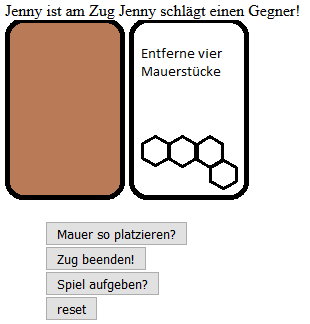 Jenny ist am Zug Jenny schlägt einen Gegner!
Entferne vier
Mauerstücke
Mauer so platzieren?
Zug beenden!
Spiel aufgeben?
reset